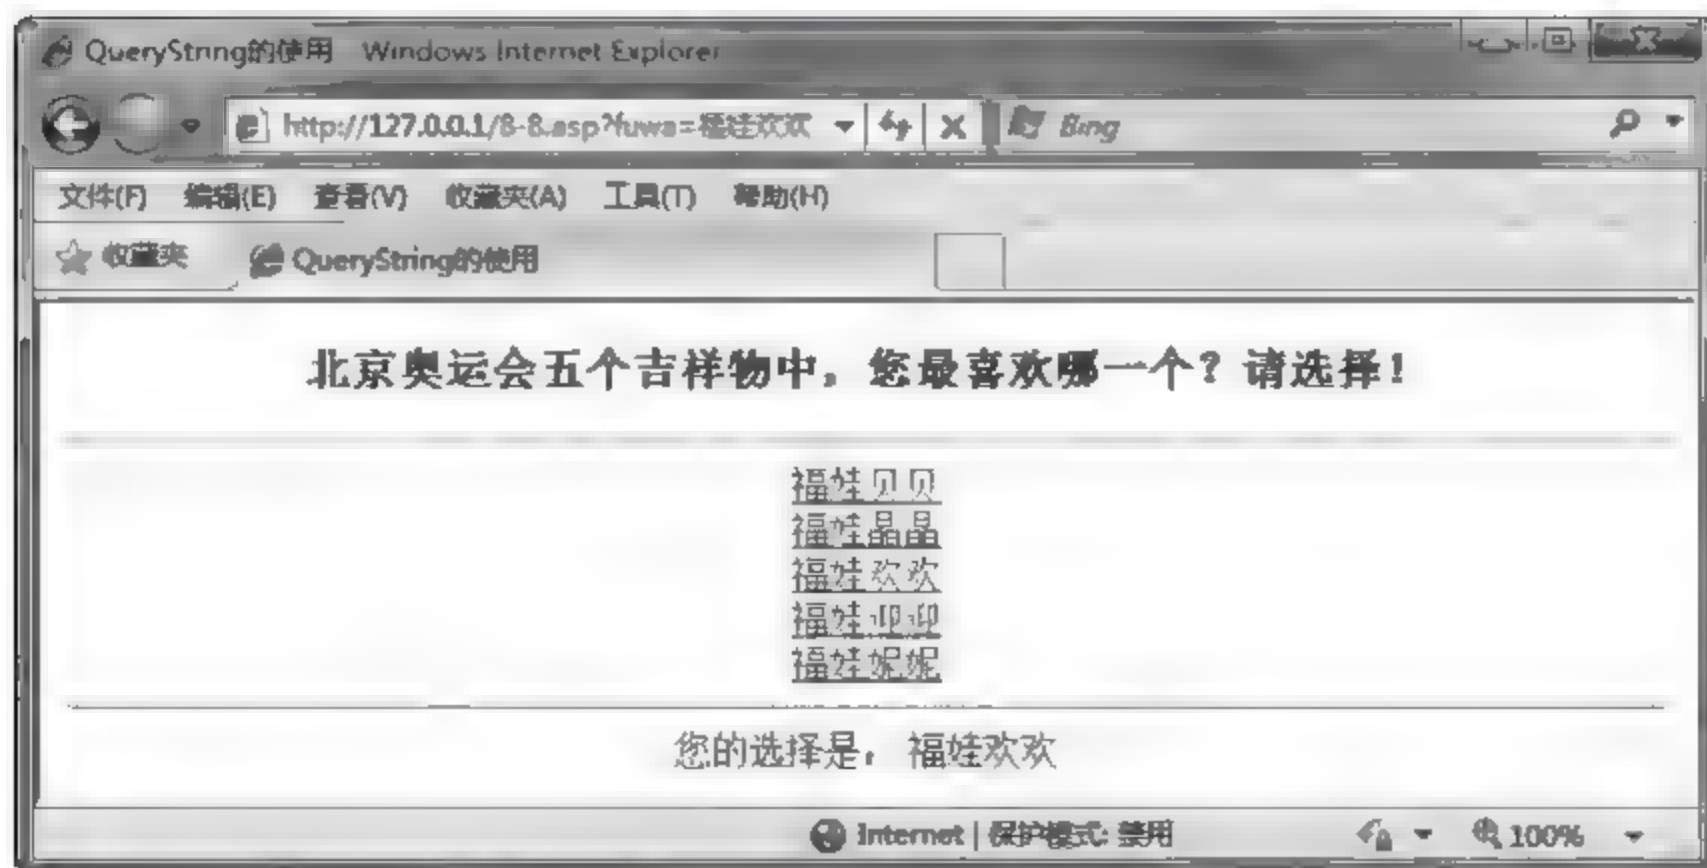 QueryString的使用 Windows Internet Explorer
http://127.0.0.1/8-8.asp?fuwa=福娃欢欢 Bing
文件(F) 编辑(E) 查看(V) 收藏夹(A) 工具(T) 帮助(H)
收藏夹 QueryString的使用
北京奥运会五个吉祥物中，您最喜欢哪一个？请选择！
福娃贝贝
福娃晶晶
福娃欢欢
福娃迎迎
福娃妮妮
您的选择是， 福娃欢欢
Internet | 保护模式: 禁用 100%